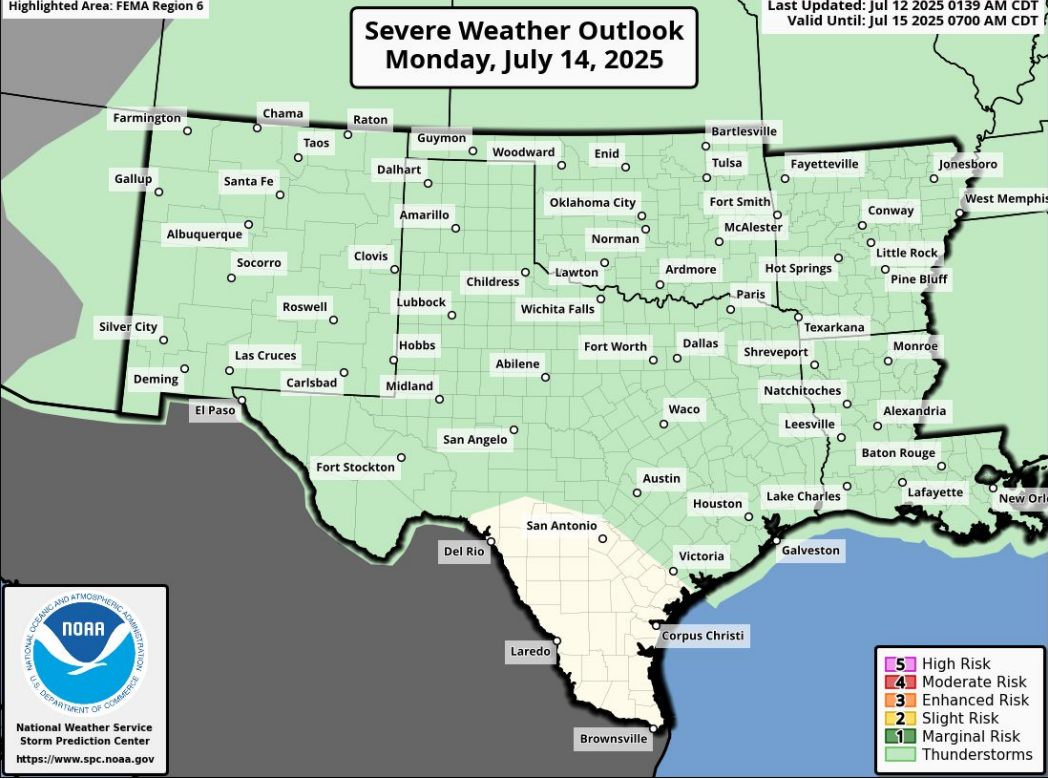 Highlighted Area: FEMA Region 6
Last Updated: Jul 12 2025 0139 AM CDT
Valid Until: Jul 15 2025 0700 AM CDT
Severe Weather Outlook
Monday, July 14, 2025
Farmington
Chama
Raton
Taos
Guymon
Woodward
Enid
Bartlesville
Tulsa
Fayetteville
Jonesboro
Gallup
Santa Fe
Dalhart
Albuquerque
Amarillo
Oklahoma City
Norman
Fort Smith
McAlester
Conway
West Memphis
Socorro
Clovis
Childress
Lawton
Ardmore
Hot Springs
Little Rock
Pine Bluff
Roswell
Lubbock
Wichita Falls
Paris
Texarkana
Silver City
Las Cruces
Hobbs
Abilene
Fort Worth
Dallas
Shreveport
Monroe
Deming
Carlsbad
Midland
El Paso
Natchitoches
Waco
Leesville
Alexandria
San Angelo
Fort Stockton
Baton Rouge
Austin
Houston
Lake Charles
Lafayette
New Orl
San Antonio
Del Rio
Victoria
Galveston
Laredo
Corpus Christi
Brownsville
NATIONAL OCEANIC AND ATMOSPHERIC ADMINISTRATION
NOAA
U.S. DEPARTMENT OF COMMERCE
National Weather Service
Storm Prediction Center
https://www.spc.noaa.gov
5 High Risk
4 Moderate Risk
3 Enhanced Risk
2 Slight Risk
1 Marginal Risk
Thunderstorms